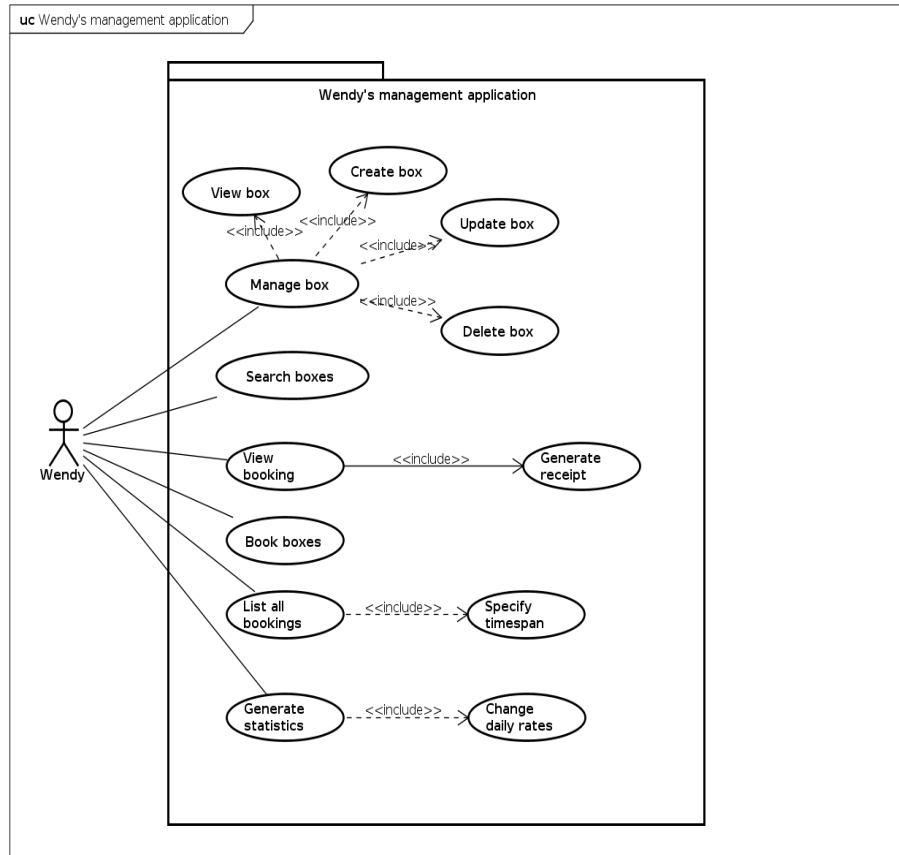 uc Wendy's management application
Wendy's management application
Create box
View box
<<include>>
<<include>>
Update box
<<include>>
Manage box
<<include>>
Delete box
Search boxes
Wendy
View
booking
<<include>>
Generate
receipt
Book boxes
List all
bookings
<<include>>
Specify
timespan
Generate
statistics
<<include>>
Change
daily rates